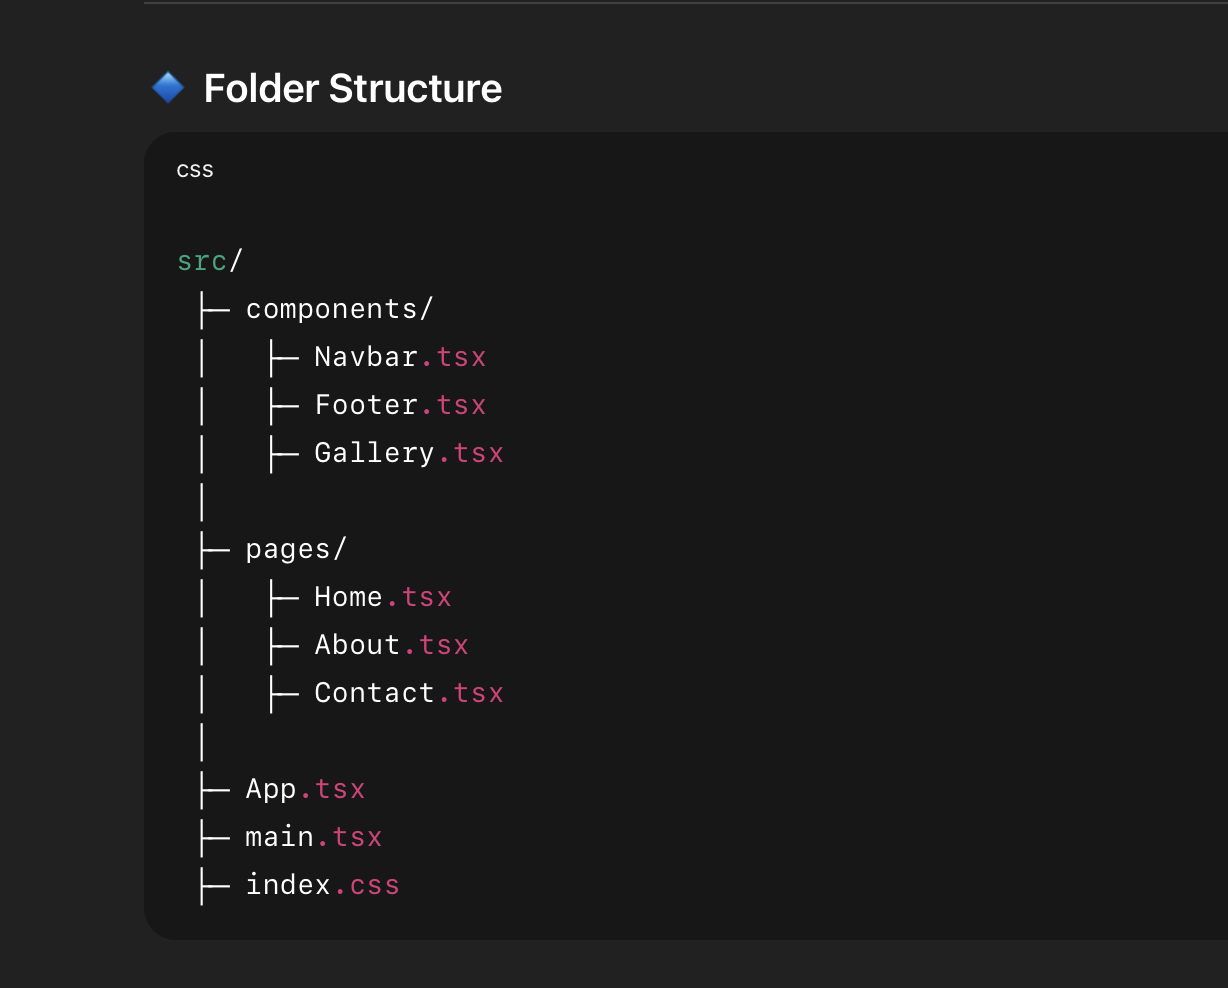 🔷 Folder Structure
css
src/
 ├─ components/
 │   ├─ Navbar.tsx
 │   ├─ Footer.tsx
 │   ├─ Gallery.tsx
 │
 ├─ pages/
 │   ├─ Home.tsx
 │   ├─ About.tsx
 │   ├─ Contact.tsx
 │
 ├─ App.tsx
 ├─ main.tsx
 ├─ index.css